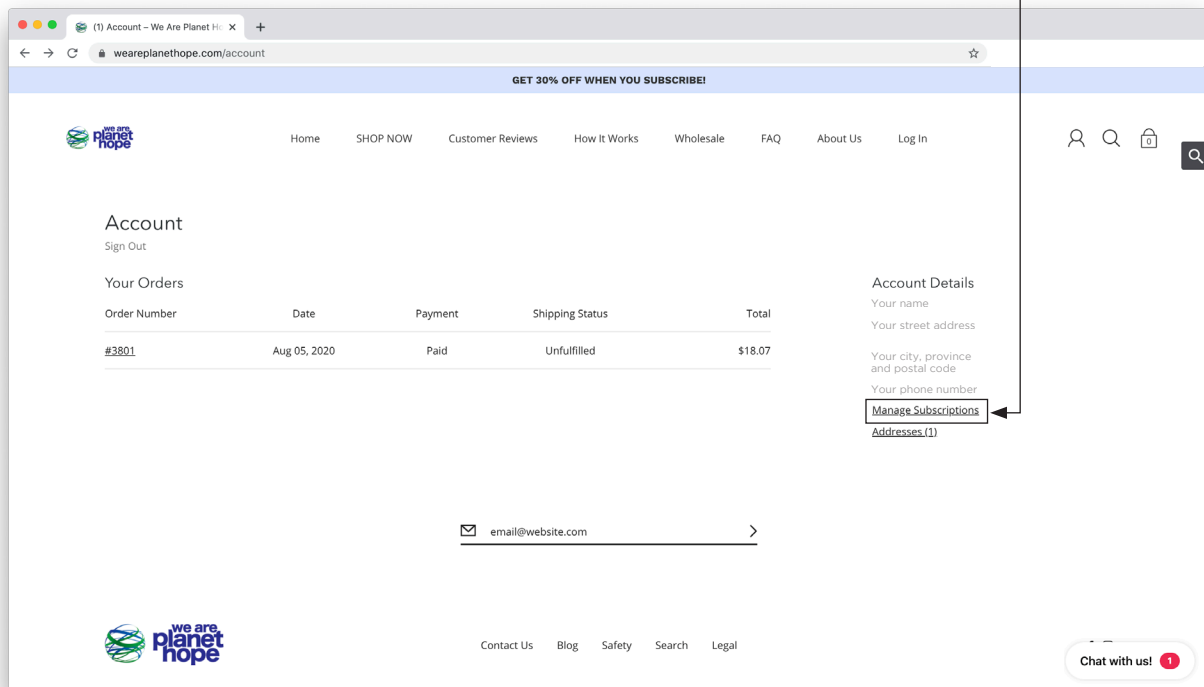 (1) Account – We Are Planet Ho
weareplanethope.com/account
GET 30% OFF WHEN YOU SUBSCRIBE!
we are planet hope
Home SHOP NOW Customer Reviews How It Works Wholesale FAQ About Us Log In 0
Account
Sign Out
Your Orders
Order Number Date Payment Shipping Status Total
#3801 Aug 05, 2020 Paid Unfulfilled $18.07
Account Details
Your name
Your street address
Your city, province
and postal code
Your phone number
Manage Subscriptions
Addresses (1)
email@website.com
we are
planet
hope
Contact Us Blog Safety Search Legal
Chat with us! 1